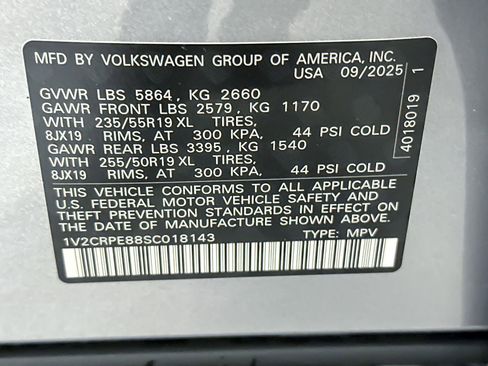 MFD BY VOLKSWAGEN GROUP OF AMERICA, INC.
USA 09/2025
GVWR LBS 5864, KG 2660
GAWR FRONT LBS 2579, KG 1170
WITH 235/55R19 XL TIRES,
8JX19 RIMS, AT 300 KPA, 44 PSI COLD
GAWR REAR LBS 3395, KG 1540
WITH 255/50R19 XL TIRES,
8JX19 RIMS, AT 300 KPA, 44 PSI COLD
THIS VEHICLE CONFORMS TO ALL APPLICABLE
U.S. FEDERAL MOTOR VEHICLE SAFETY AND
THEFT PREVENTION STANDARDS IN EFFECT ON
THE DATE OF MANUFACTURE SHOWN ABOVE.
1V2CRPE88SC018143 TYPE: MPV
4018019 1